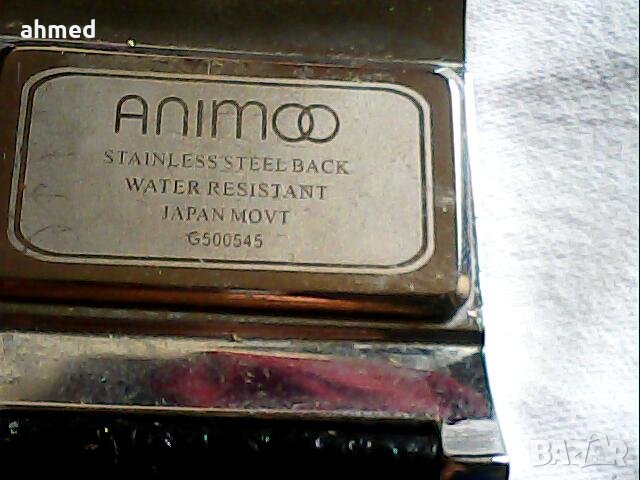 ahmed
ANIMOO
STAINLESS STEEL BACK
WATER RESISTANT
JAPAN MOVT
G500545
BAZAR